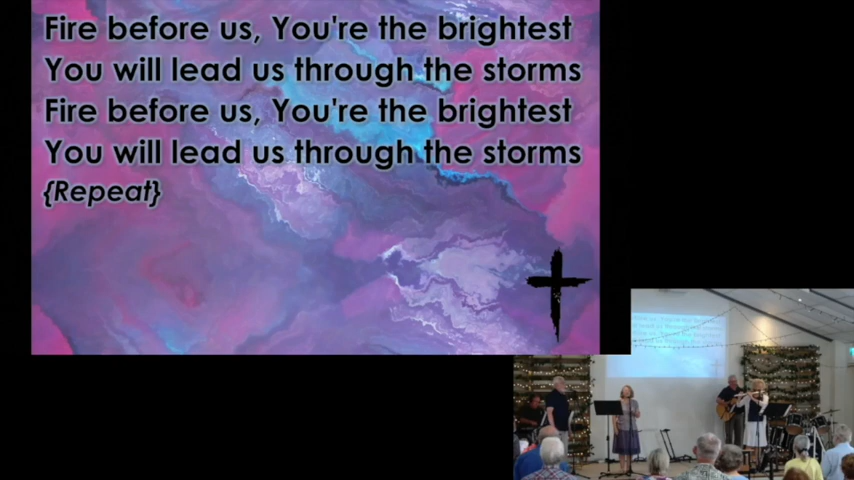 Fire before us, You're the brightest
You will lead us through the storms
Fire before us, You're the brightest
You will lead us through the storms
{Repeat}